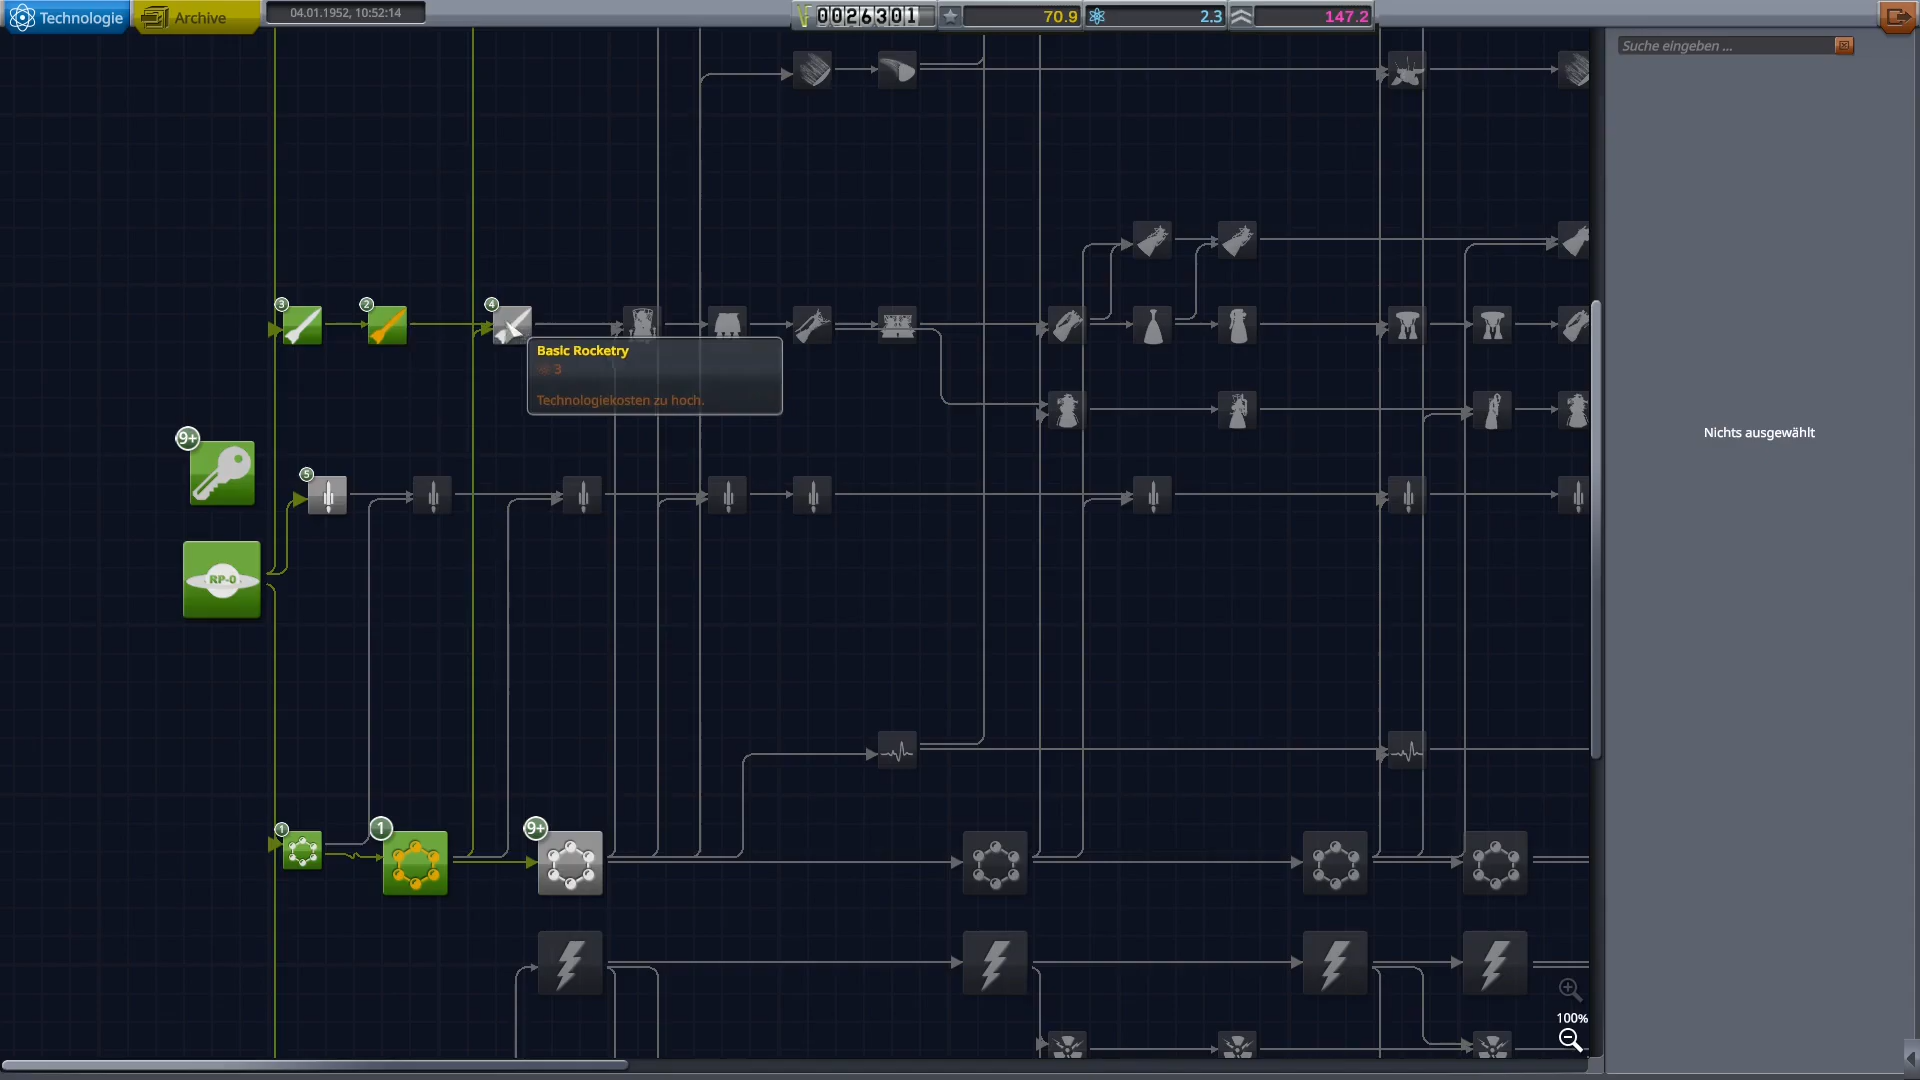 Technologie
Archive
04.01.1952, 10:52:14
0026301
70.9
2.3
147.2
Suche eingeben ...
3
2
4
Basic Rocketry
3
Technologiekosten zu hoch.
9+
5
Nichts ausgewählt
RP-0
1
1
9+
100%